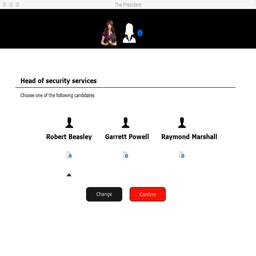 The President
Head of security services
Choose one of the following candidates
Robert Beasley Garrett Powell Raymond Marshall
Change Confirm